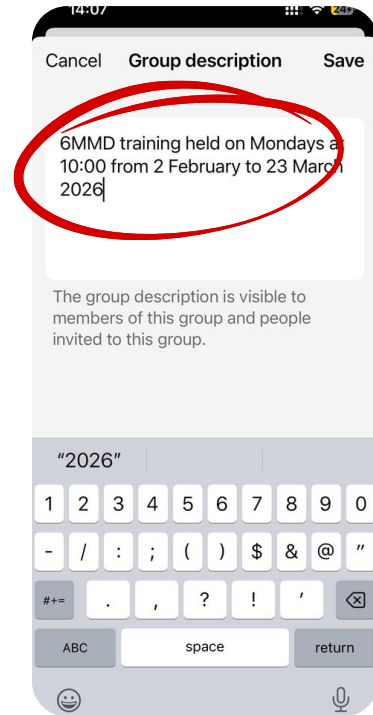 14:07
24
Cancel Group description Save
6MMD training held on Mondays at
10:00 from 2 February to 23 March
2026
The group description is visible to
members of this group and people
invited to this group.
“2026”
1 2 3 4 5 6 7 8 9 0
- / : ; ( ) $ & @ "
#+= . , ? ! '
ABC space return